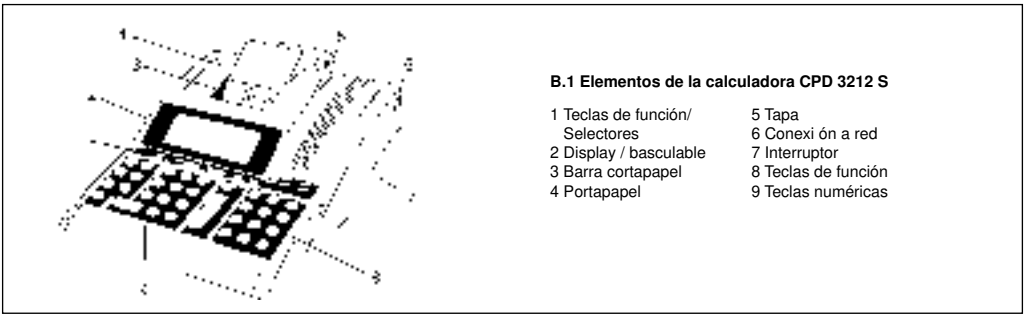 B.1 Elementos de la calculadora CPD 3212 S
1 Teclas de función/
Selectores
2 Display / basculable
3 Barra cortapapel
4 Portapapel
5 Tapa
6 Conexi ón a red
7 Interruptor
8 Teclas de función
9 Teclas numéricas